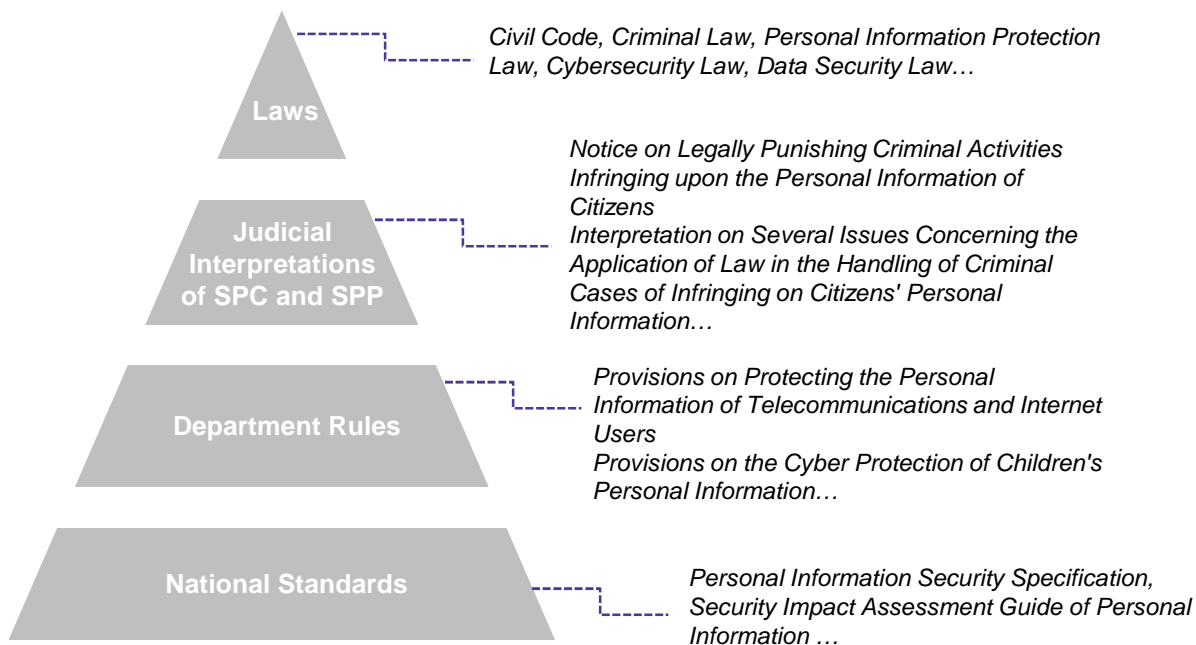 Civil Code, Criminal Law, Personal Information Protection
Law, Cybersecurity Law, Data Security Law…
Laws
Notice on Legally Punishing Criminal Activities
Infringing upon the Personal Information of
Citizens
Interpretation on Several Issues Concerning the
Application of Law in the Handling of Criminal
Cases of Infringing on Citizens' Personal
Information…
Judicial
Interpretations
of SPC and SPP
Provisions on Protecting the Personal
Information of Telecommunications and Internet
Users
Provisions on the Cyber Protection of Children's
Personal Information…
Department Rules
National Standards
Personal Information Security Specification,
Security Impact Assessment Guide of Personal
Information …